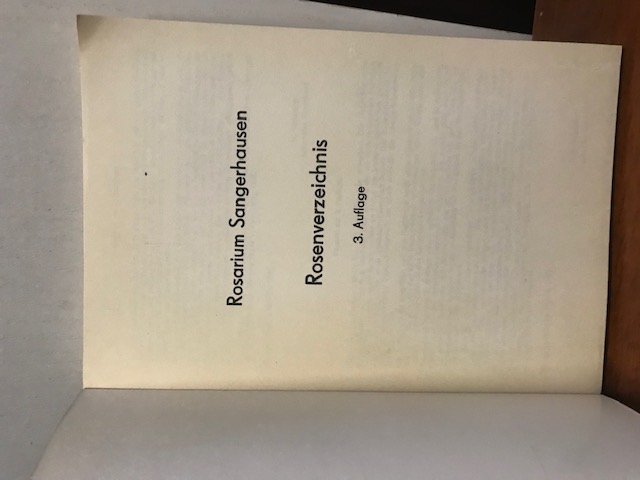 Rosarium Sangerhausen
Rosenverzeichnis
3. Auflage